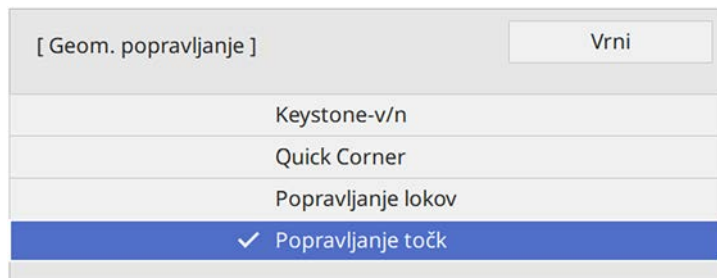 [ Geom. popravljanje ]
Vrni
Keystone-v/n
Quick Corner
Popravljanje lokov
✓ Popravljanje točk